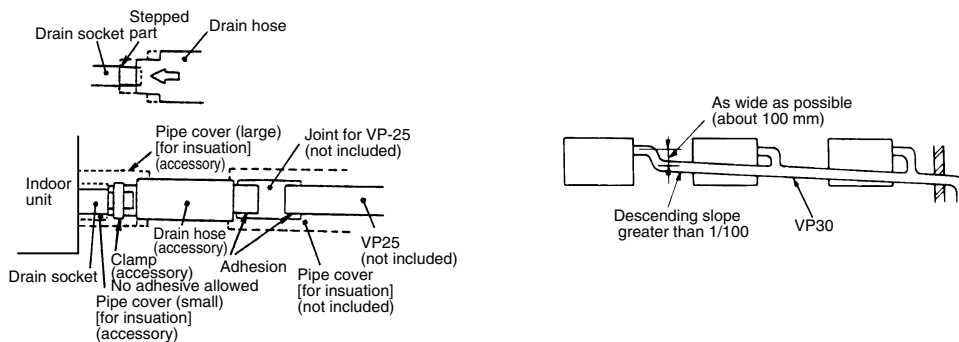 Stepped
part
Drain socket
Drain hose
Pipe cover (large)
[for insuation]
(accessory)
Joint for VP-25
(not included)
Indoor
unit
Drain hose
(accessory)
Adhesion
VP25
(not included)
Drain socket
Clamp
(accessory)
No adhesive allowed
Pipe cover (small)
[for insuation]
(accessory)
Pipe cover
[for insuation]
(not included)
As wide as possible
(about 100 mm)
Descending slope
greater than 1/100
VP30